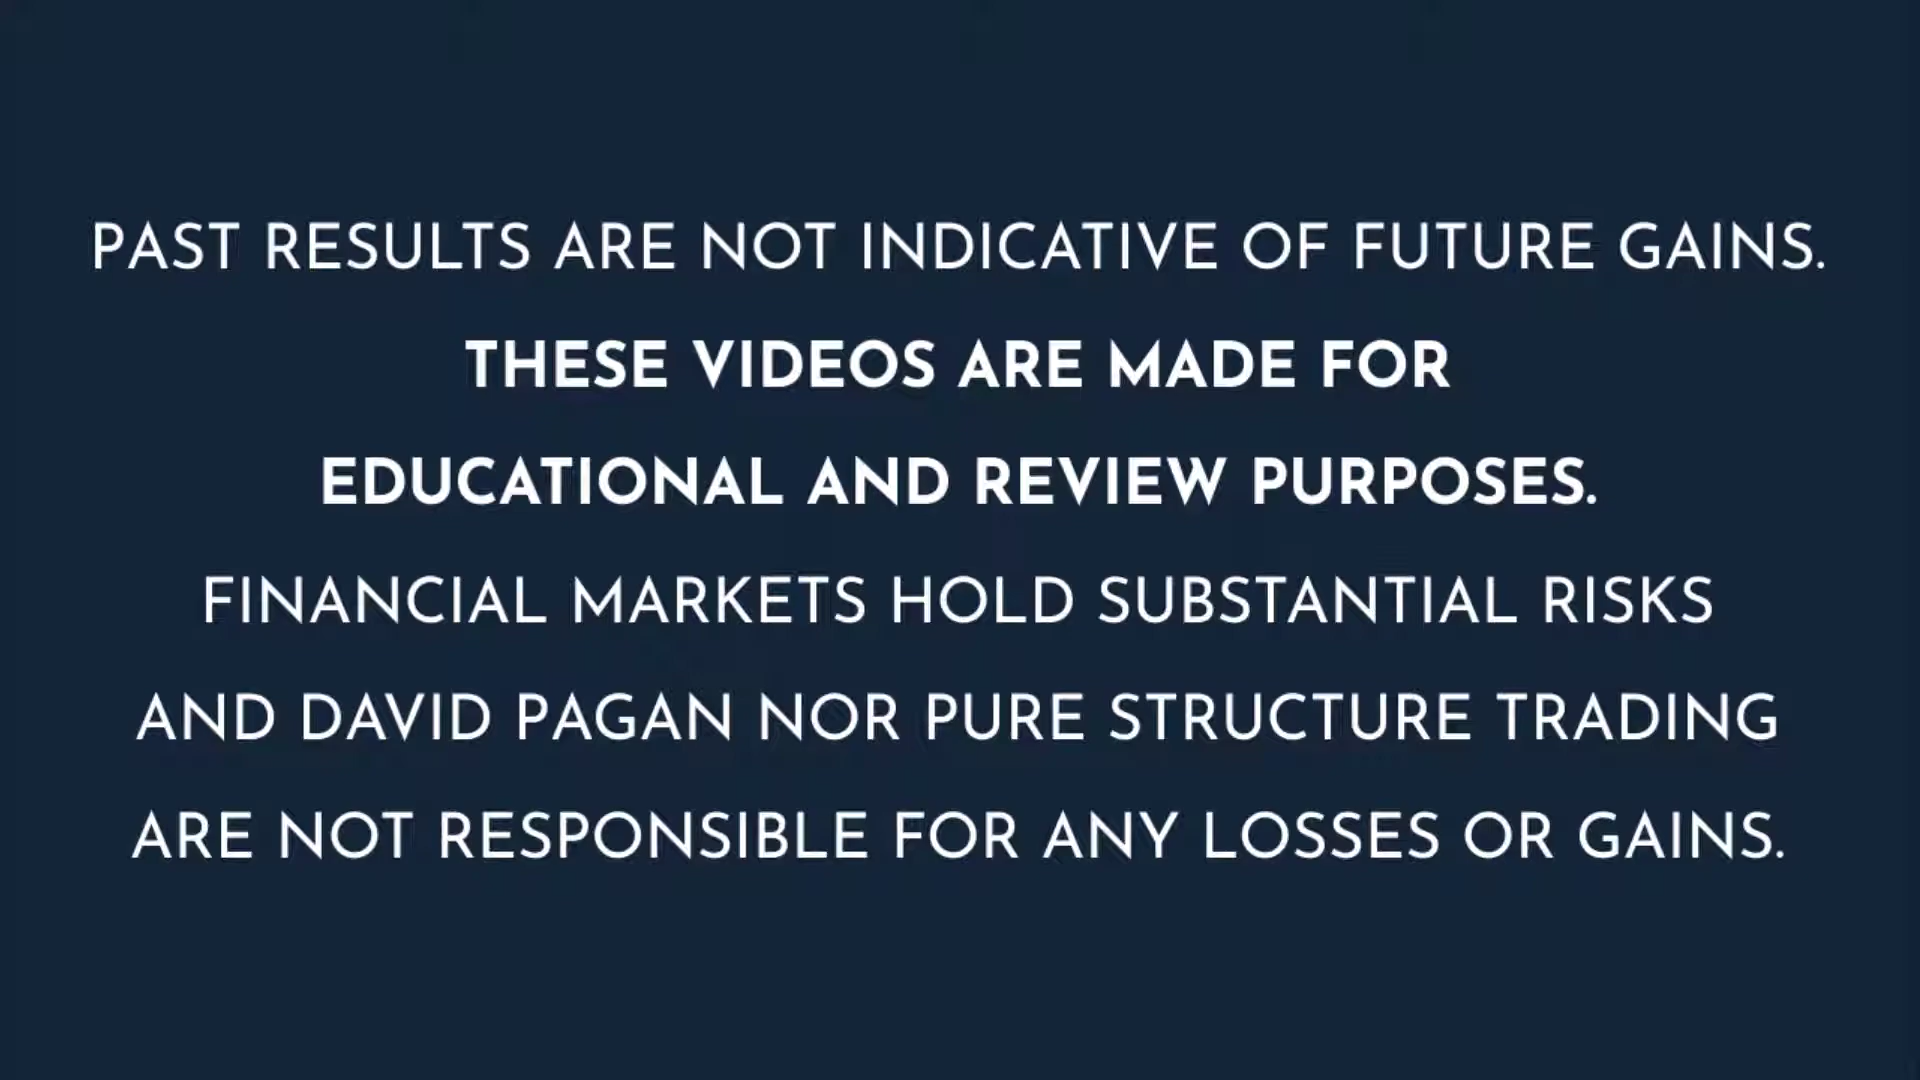 PAST RESULTS ARE NOT INDICATIVE OF FUTURE GAINS.
THESE VIDEOS ARE MADE FOR
EDUCATIONAL AND REVIEW PURPOSES.
FINANCIAL MARKETS HOLD SUBSTANTIAL RISKS
AND DAVID PAGAN NOR PURE STRUCTURE TRADING
ARE NOT RESPONSIBLE FOR ANY LOSSES OR GAINS.